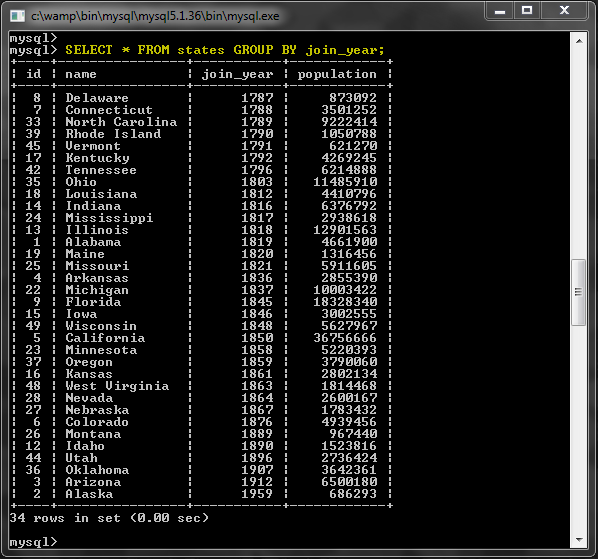 c:\wamp\bin\mysql\mysql5.1.36\bin\mysql.exe
mysql>
mysql> SELECT * FROM states GROUP BY join_year;
+----+----------------+-----------+------------+
| id | name | join_year | population |
+----+----------------+-----------+------------+
| 8 | Delaware | 1787 | 873092 |
| 7 | Connecticut | 1788 | 3501252 |
| 33 | North Carolina | 1789 | 9222414 |
| 39 | Rhode Island | 1790 | 1050788 |
| 45 | Vermont | 1791 | 621270 |
| 17 | Kentucky | 1792 | 4269245 |
| 42 | Tennessee | 1796 | 6214888 |
| 35 | Ohio | 1803 | 11485910 |
| 18 | Louisiana | 1812 | 4410796 |
| 14 | Indiana | 1816 | 6376792 |
| 24 | Mississippi | 1817 | 2938618 |
| 13 | Illinois | 1818 | 12901563 |
| 1 | Alabama | 1819 | 4661900 |
| 19 | Maine | 1820 | 1316456 |
| 25 | Missouri | 1821 | 5911605 |
| 4 | Arkansas | 1836 | 2855390 |
| 22 | Michigan | 1837 | 10003422 |
| 9 | Florida | 1845 | 18328340 |
| 15 | Iowa | 1846 | 3002555 |
| 49 | Wisconsin | 1848 | 5627967 |
| 5 | California | 1850 | 36756666 |
| 23 | Minnesota | 1858 | 5220393 |
| 37 | Oregon | 1859 | 3790060 |
| 16 | Kansas | 1861 | 2802134 |
| 48 | West Virginia | 1863 | 1814468 |
| 28 | Nevada | 1864 | 2600167 |
| 27 | Nebraska | 1867 | 1783432 |
| 6 | Colorado | 1876 | 4939456 |
| 26 | Montana | 1889 | 967440 |
| 12 | Idaho | 1890 | 1523816 |
| 44 | Utah | 1896 | 2736424 |
| 36 | Oklahoma | 1907 | 3642361 |
| 3 | Arizona | 1912 | 6500180 |
| 2 | Alaska | 1959 | 686293 |
+----+----------------+-----------+------------+
34 rows in set (0.00 sec)
mysql>